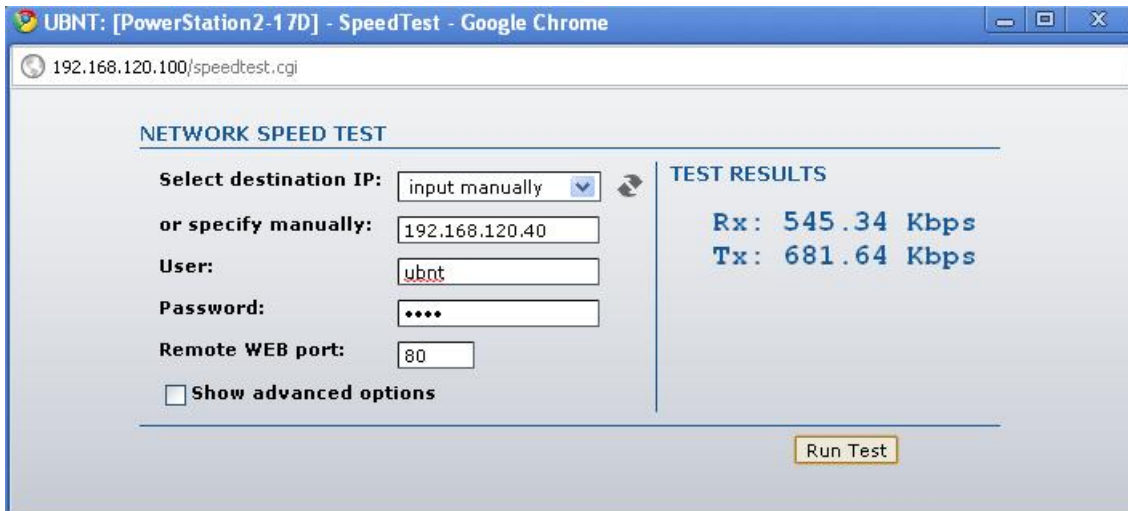 UBNT: [PowerStation2-17D] - SpeedTest - Google Chrome
192.168.120.100/speedtest.cgi
NETWORK SPEED TEST
Select destination IP: input manually
or specify manually: 192.168.120.40
User: ubnt
Password: ••••
Remote WEB port: 80
Show advanced options
TEST RESULTS
Rx: 545.34 Kbps
Tx: 681.64 Kbps
Run Test